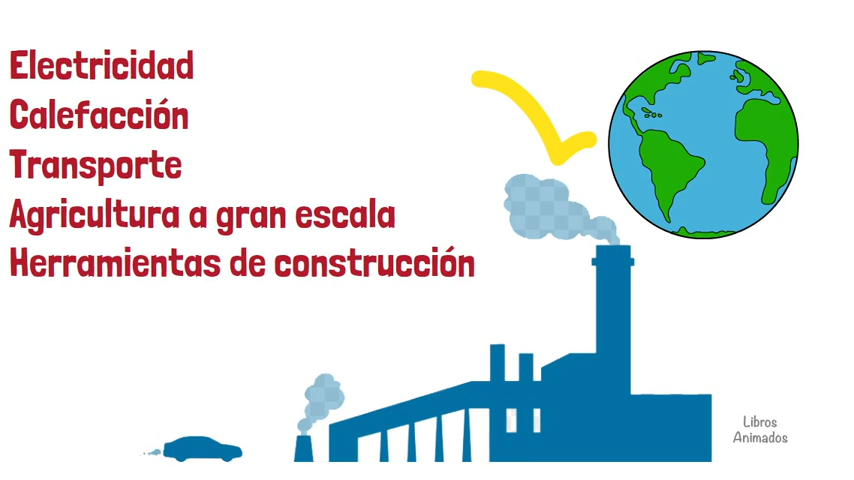 Electricidad
Calefacción
Transporte
Agricultura a gran escala
Herramientas de construcción
Libros
Animados